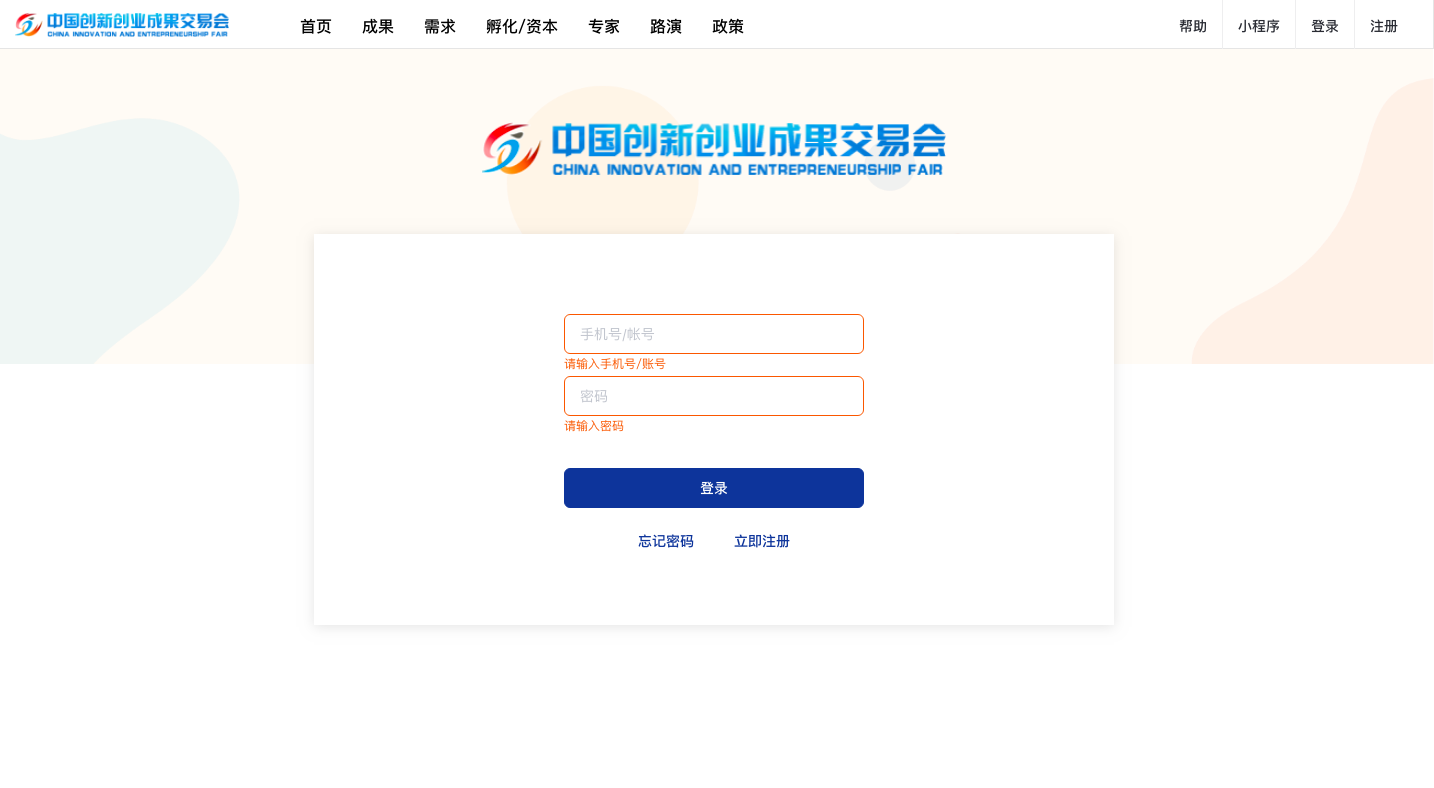 中国创新创业成果交易会
CHINA INNOVATION AND ENTREPRENEURSHIP FAIR
首页 成果 需求 孵化/资本 专家 路演 政策
帮助 小程序 登录 注册
中国创新创业成果交易会
CHINA INNOVATION AND ENTREPRENEURSHIP FAIR
手机号/帐号
请输入手机号/账号
密码
请输入密码
登录
忘记密码 立即注册